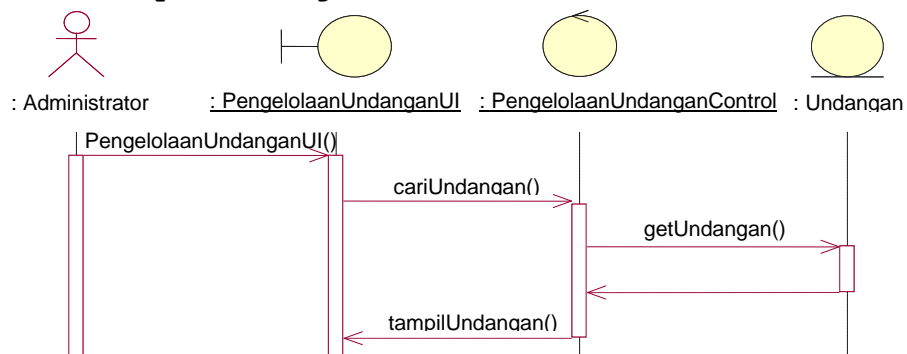 : Administrator
: PengelolaanUndanganUI
: PengelolaanUndanganControl
: Undangan
PengelolaanUndanganUI()
cariUndangan()
getUndangan()
tampilUndangan()